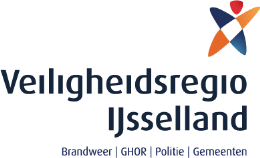 Veiligheidsregio
IJsselland
Brandweer | GHOR | Politie | Gemeenten